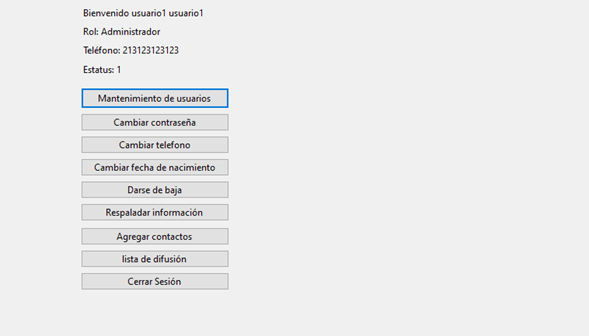 Bienvenido usuario1 usuario1
Rol: Administrador
Teléfono: 213123123123
Estatus: 1
Mantenimiento de usuarios
Cambiar contraseña
Cambiar telefono
Cambiar fecha de nacimiento
Darse de baja
Respaladar información
Agregar contactos
lista de difusión
Cerrar Sesión